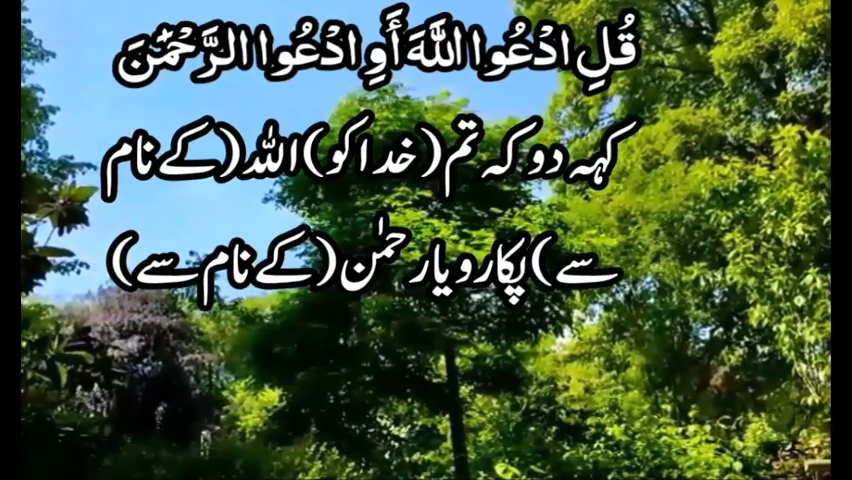 قُلِ ادْعُوا اللَّهَ أَوِ ادْعُوا الرَّحْمَٰنَ
کہہ دو کہ تم (خدا کو) اللہ (کے نام
سے) پکارو یا رحمٰن (کے نام سے)